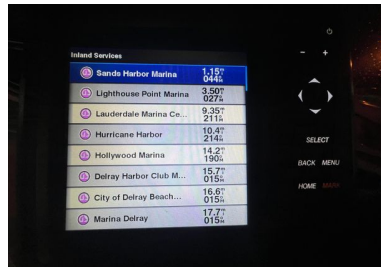 Inland Services
Sands Harbor Marina 1.15
044
Lighthouse Point Marina 3.50
027
Lauderdale Marina Ce... 9.35
211
Hurricane Harbor 10.4
214
Hollywood Marina 14.2
190
Delray Harbor Club M... 15.7
015
City of Delray Beach... 16.6
015
Marina Delray 17.7
015
- +
SELECT
BACK MENU
HOME MARK